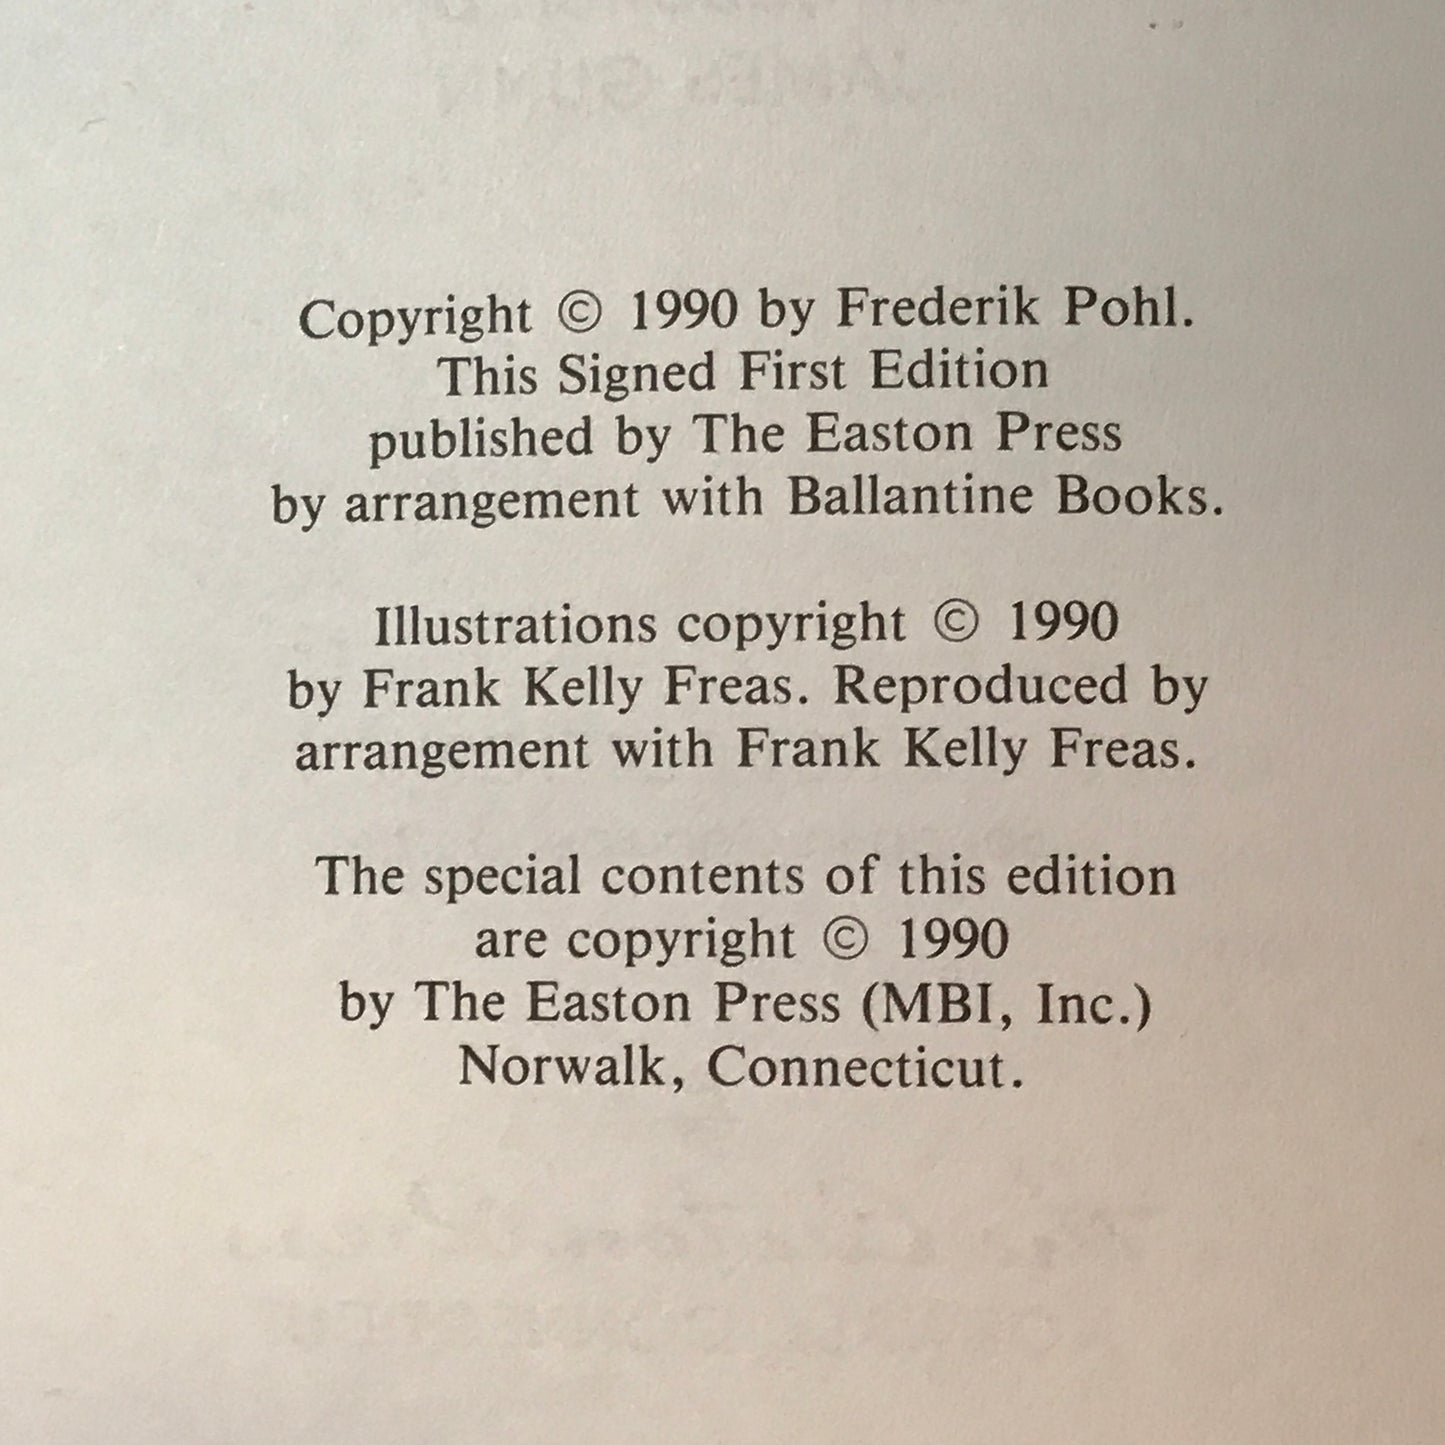 Copyright © 1990 by Frederik Pohl.
This Signed First Edition
published by The Easton Press
by arrangement with Ballantine Books.
Illustrations copyright © 1990
by Frank Kelly Freas. Reproduced by
arrangement with Frank Kelly Freas.
The special contents of this edition
are copyright © 1990
by The Easton Press (MBI, Inc.)
Norwalk, Connecticut.